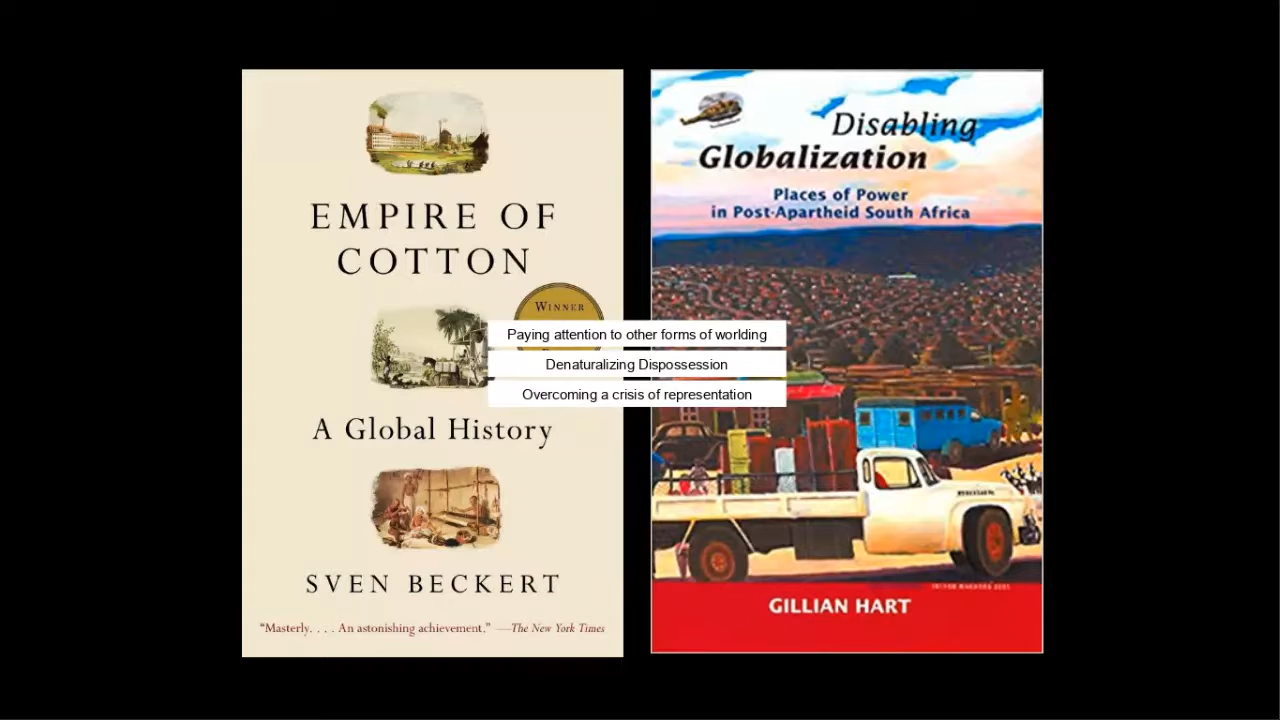 EMPIRE OF
COTTON
WINNER
A Global History
SVEN BECKERT
“Masterly. . . . An astonishing achievement.” —The New York Times
Disabling
Globalization
Places of Power
in Post-Apartheid South Africa
GILLIAN HART
Paying attention to other forms of worlding
Denaturalizing Dispossession
Overcoming a crisis of representation